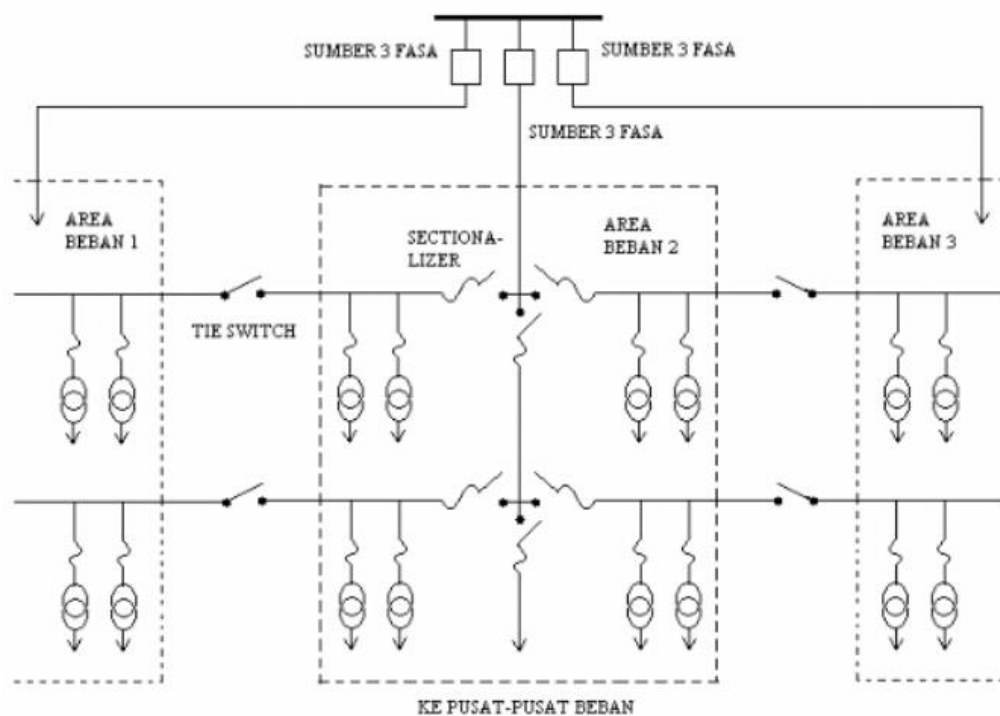 SUMBER 3 FASA
SUMBER 3 FASA
SUMBER 3 FASA
AREA
BEBAN 1
SECTIONA-
LIZER
AREA
BEBAN 2
AREA
BEBAN 3
TIE SWITCH
KE PUSAT-PUSAT BEBAN